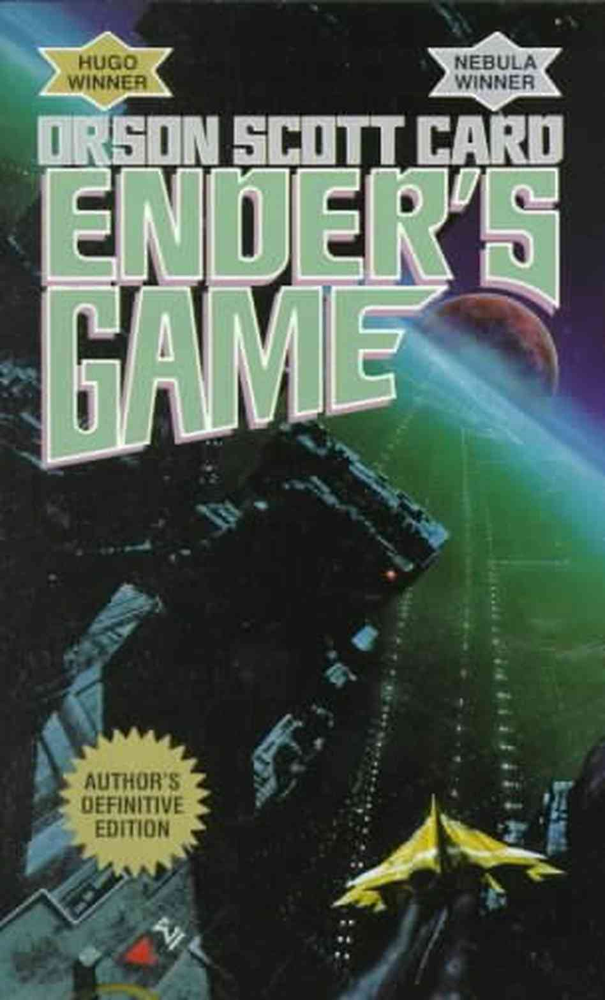 HUGO
WINNER
NEBULA
WINNER
ORSON SCOTT CARD
ENDER'S
GAME
AUTHOR'S
DEFINITIVE
EDITION